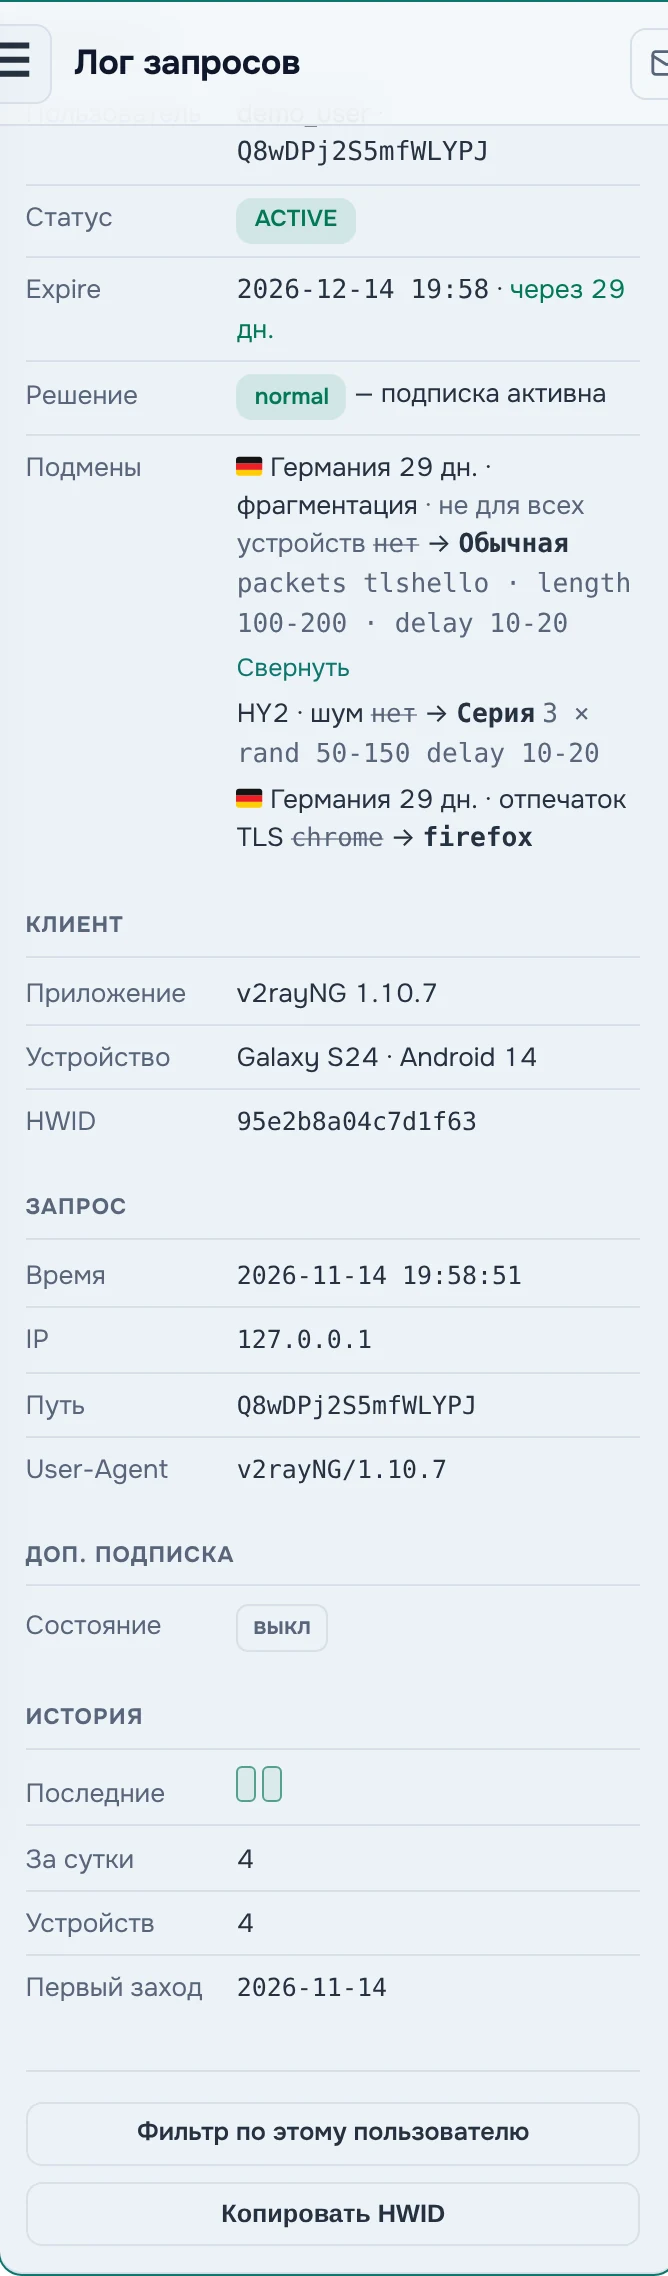 Лог запросов
Пользователь demo_user ·
Q8wDPj2S5mfWLYPJ
Статус ACTIVE
Expire 2026-12-14 19:58 · через 29
дн.
Решение normal — подписка активна
Подмены Германия 29 дн. ·
фрагментация · не для всех
устройств нет → Обычная
packets tlshello · length
100-200 · delay 10-20
Свернуть
HY2 · шум нет → Серия 3 ×
rand 50-150 delay 10-20
Германия 29 дн. · отпечаток
TLS chrome → firefox
КЛИЕНТ
Приложение v2rayNG 1.10.7
Устройство Galaxy S24 · Android 14
HWID 95e2b8a04c7d1f63
ЗАПРОС
Время 2026-11-14 19:58:51
IP 127.0.0.1
Путь Q8wDPj2S5mfWLYPJ
User-Agent v2rayNG/1.10.7
ДОП. ПОДПИСКА
Состояние выкл
ИСТОРИЯ
Последние
За сутки 4
Устройств 4
Первый заход 2026-11-14
Фильтр по этому пользователю
Копировать HWID